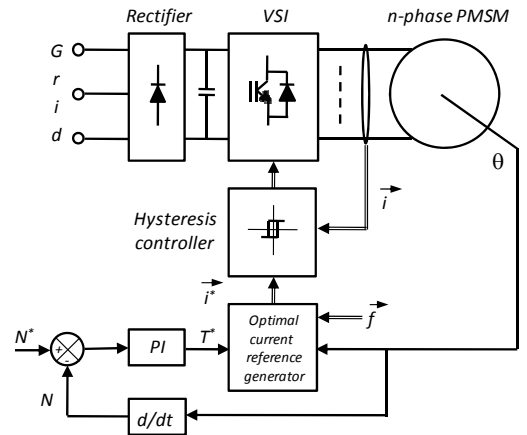 Rectifier
VSI
n-phase PMSM
G
r
i
d
θ
Hysteresis
controller
i
i*
Optimal
current
reference
generator
f
N*
+
-
PI
T*
N
d/dt